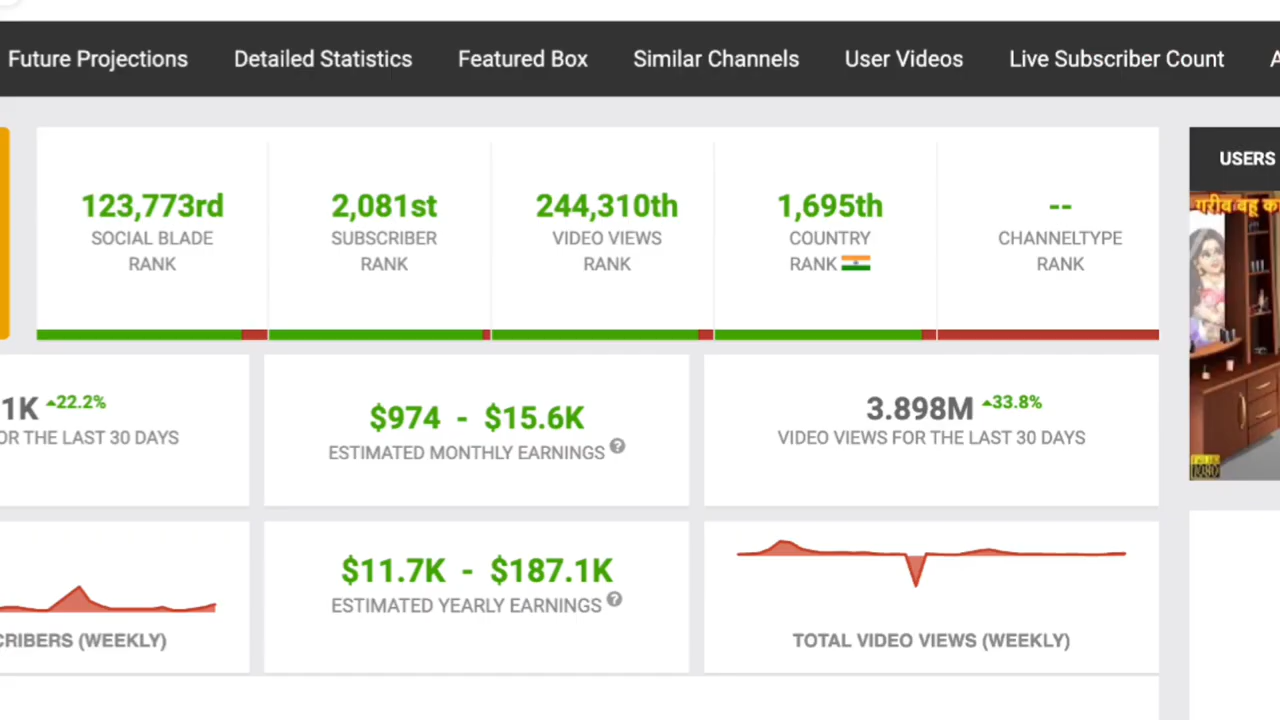 Future Projections Detailed Statistics Featured Box Similar Channels User Videos Live Subscriber Count
123,773rd 2,081st 244,310th 1,695th --
SOCIAL BLADE SUBSCRIBER VIDEO VIEWS COUNTRY CHANNELTYPE
RANK RANK RANK RANK RANK
USERS
गरीब बहू
1K 22.2% $974 - $15.6K 3.898M 33.8%
OR THE LAST 30 DAYS ESTIMATED MONTHLY EARNINGS ? VIDEO VIEWS FOR THE LAST 30 DAYS
$11.7K - $187.1K
ESTIMATED YEARLY EARNINGS ?
CRIBERS (WEEKLY) TOTAL VIDEO VIEWS (WEEKLY)